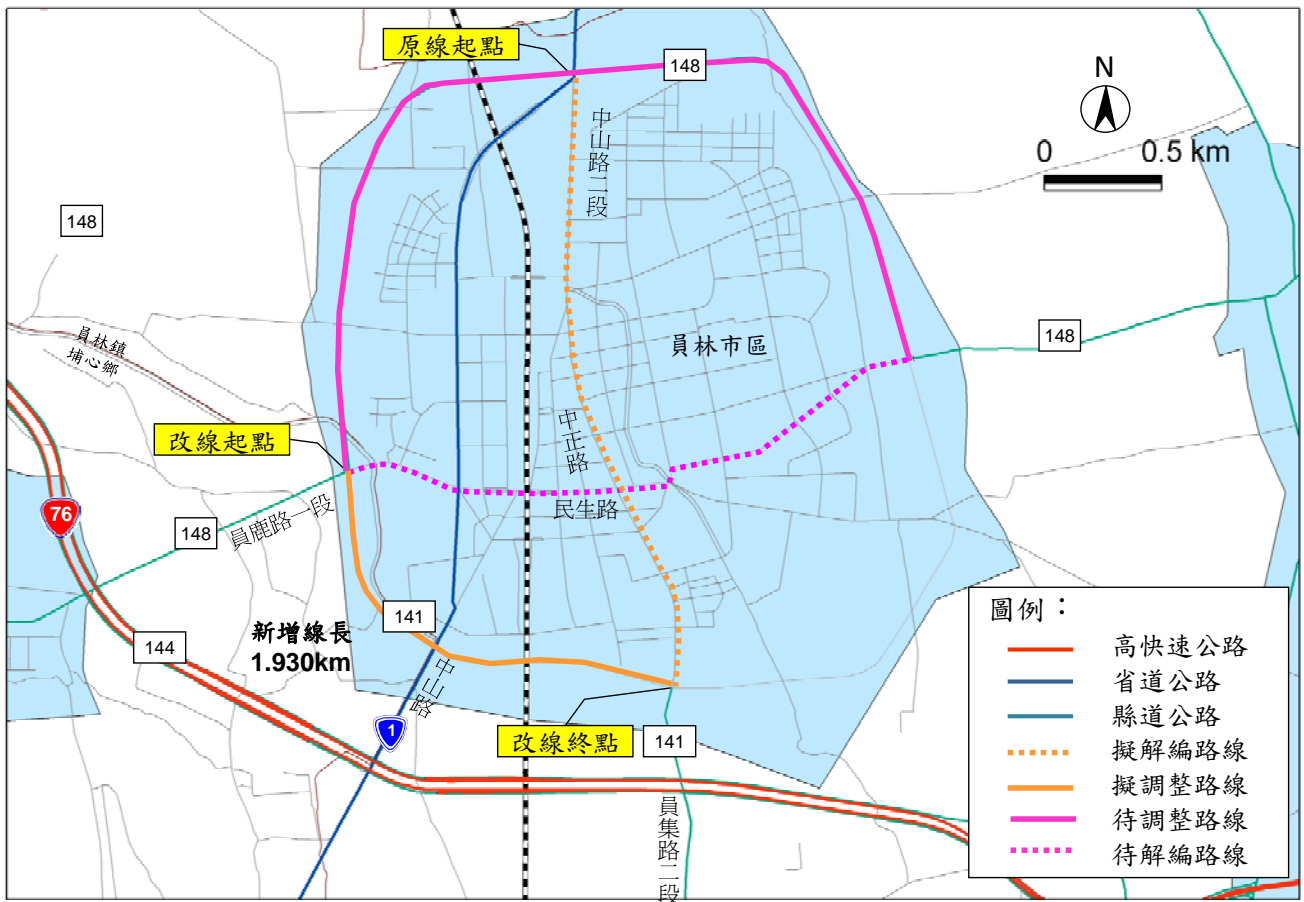 原線起點
148
N
0 0.5 km
中山路二段
148
員林鎮
埔心鄉
員林市區
148
中正路
改線起點
民生路
76
148
員鹿路一段
141
144
新增線長
1.930km
中山路
1
改線終點
141
員集路二段
圖例：
高快速公路
省道公路
縣道公路
擬解編路線
擬調整路線
待調整路線
待解編路線